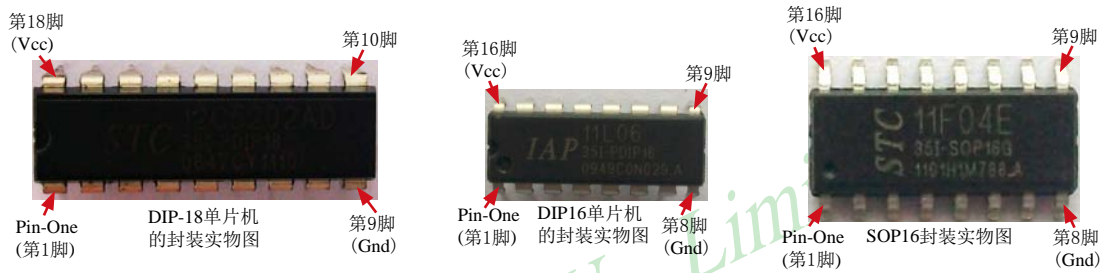 第18脚
(Vcc)
第10脚
STC
Pin-One
(第1脚)
DIP-18单片机
的封装实物图
第9脚
(Gnd)
第16脚
(Vcc)
第9脚
IAP
11L06
35I-PDIP16
0949CON029.A
Pin-One
(第1脚)
DIP16单片机
的封装实物图
第8脚
(Gnd)
第16脚
(Vcc)
第9脚
STC
11F04E
35I-SOP16G
1101H1M788.A
Pin-One
(第1脚)
SOP16封装实物图
第8脚
(Gnd)
Limi